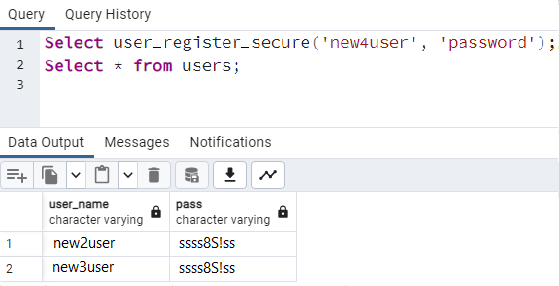 Query Query History
1 Select user_register_secure('new4user', 'password');
2 Select * from users;
3
Data Output Messages Notifications
user_name pass
character varying character varying
1 new2user ssss8S!ss
2 new3user ssss8S!ss